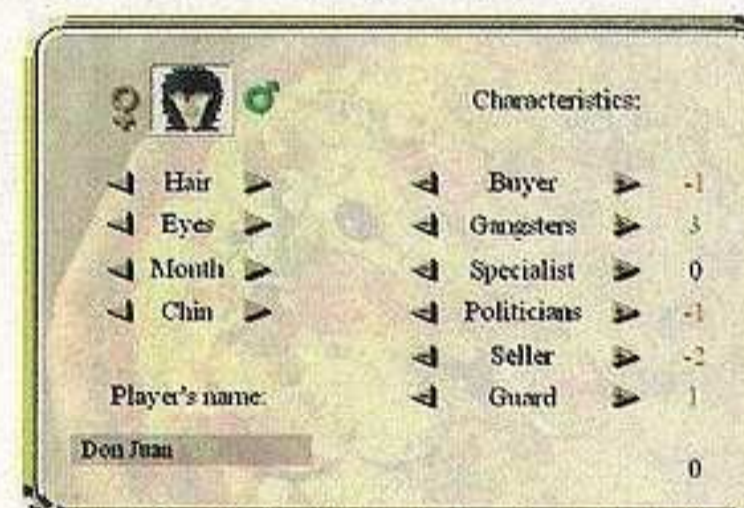 Characteristics:
Hair
Eyes
Mouth
Chin
Buyer -1
Gangsters 3
Specialist 0
Politicians -1
Seller -2
Guard 1
Player's name:
Don Juan
0